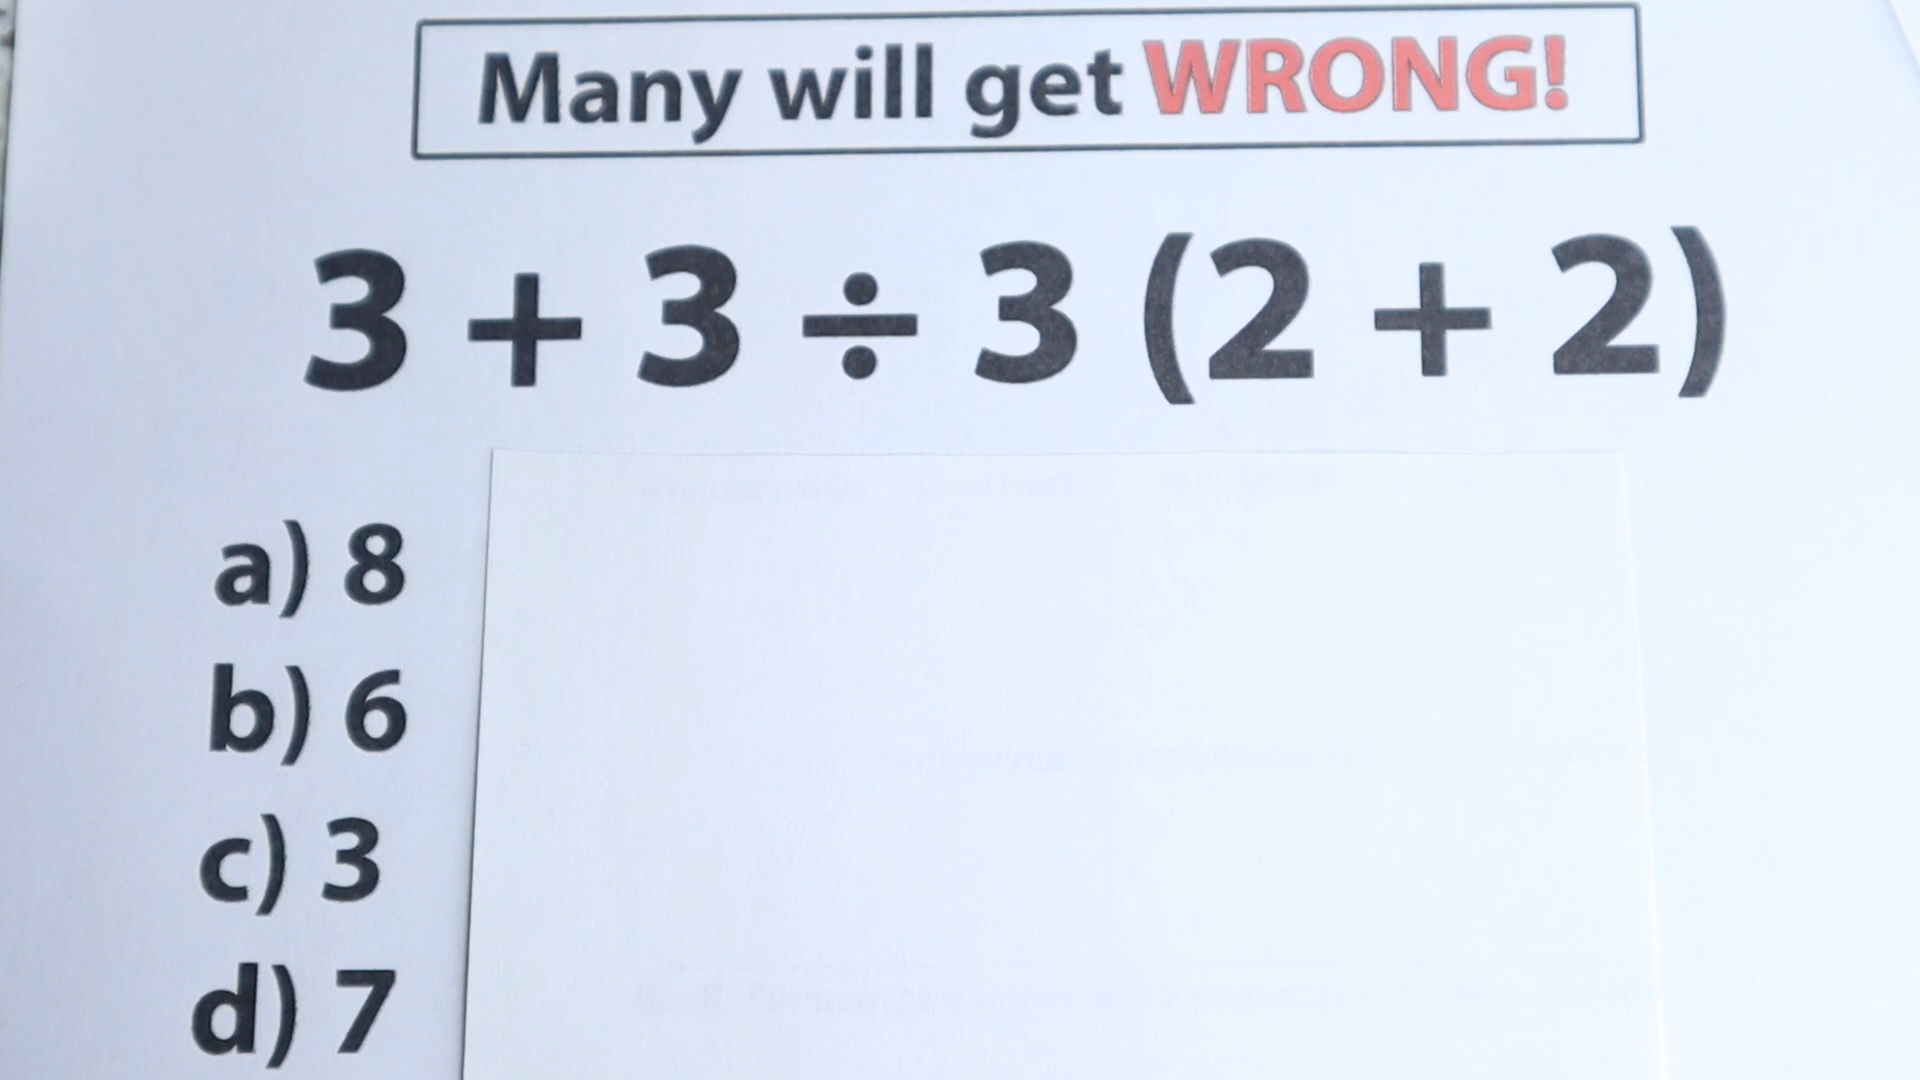 Many will get WRONG!
3 + 3 ÷ 3 (2 + 2)
a) 8
b) 6
c) 3
d) 7